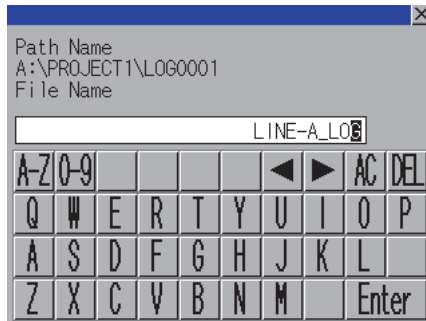 ×
Path Name
A:\PROJECT1\LOG0001
File Name
LINE-A_LOG
A-Z 0-9 ◀ ▶ AC DEL
Q W E R T Y U I O P
A S D F G H J K L
Z X C V B N M Enter